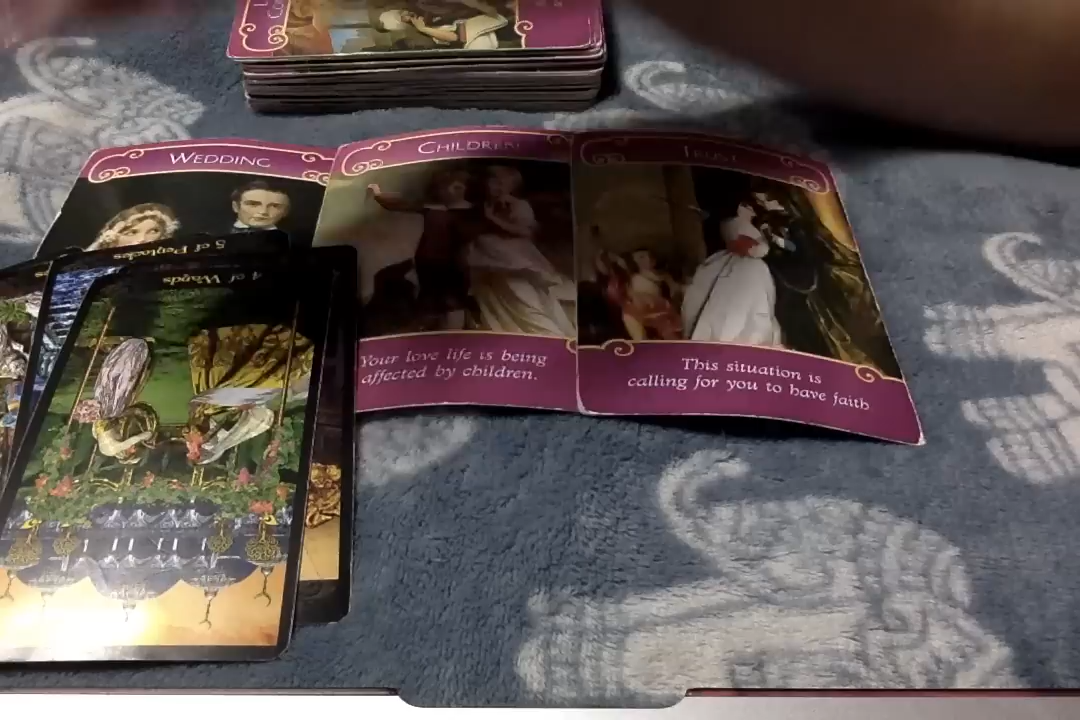 WEDDING
CHILDREN
TRUST
5 of Pentacles
4 of Wands
Your love life is being
affected by children.
This situation is
calling for you to have faith.